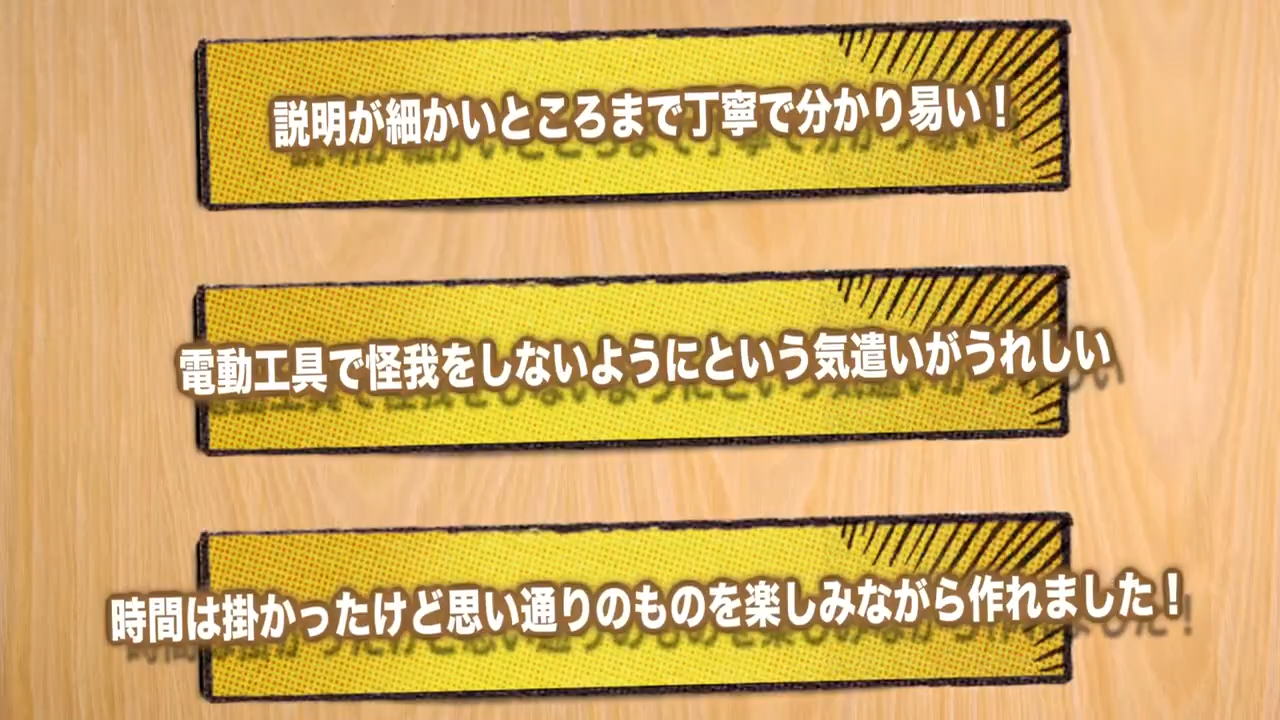 説明が細かいところまで丁寧で分かり易い！
電動工具で怪我をしないようにという気遣いがうれしい
時間は掛かったけど思い通りのものを楽しみながら作れました！